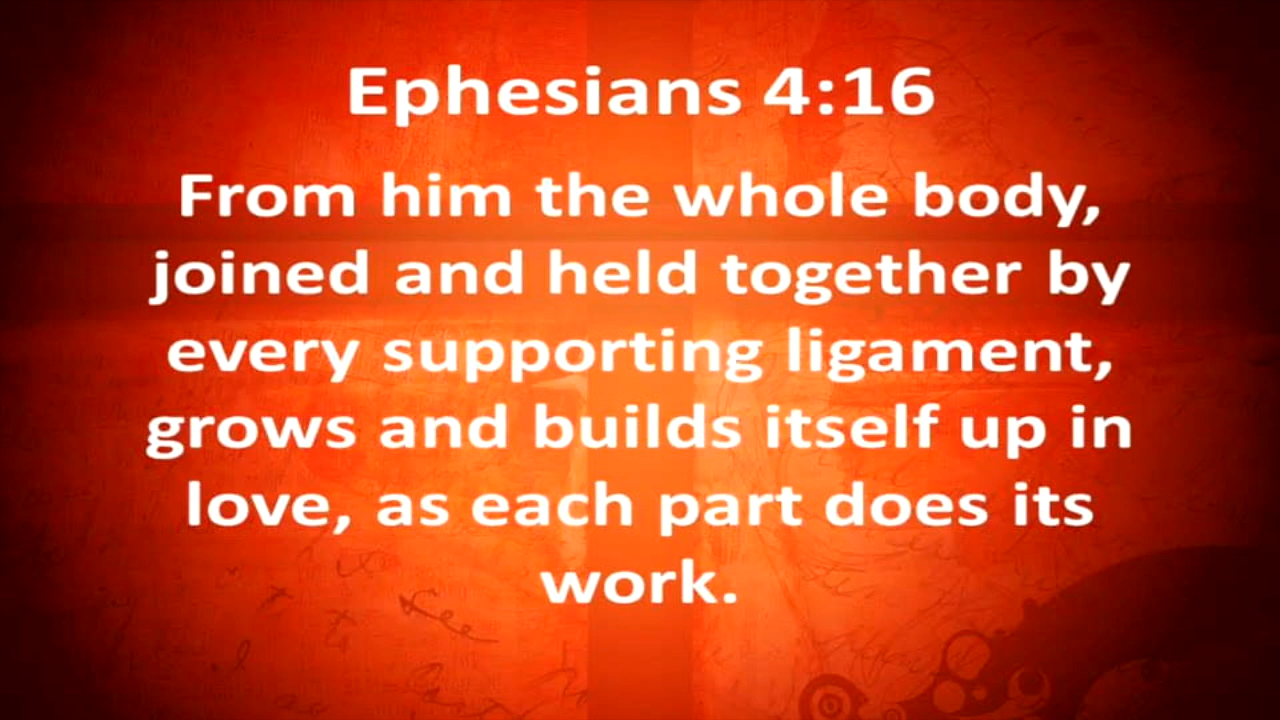 Ephesians 4:16
From him the whole body,
joined and held together by
every supporting ligament,
grows and builds itself up in
love, as each part does its
work.